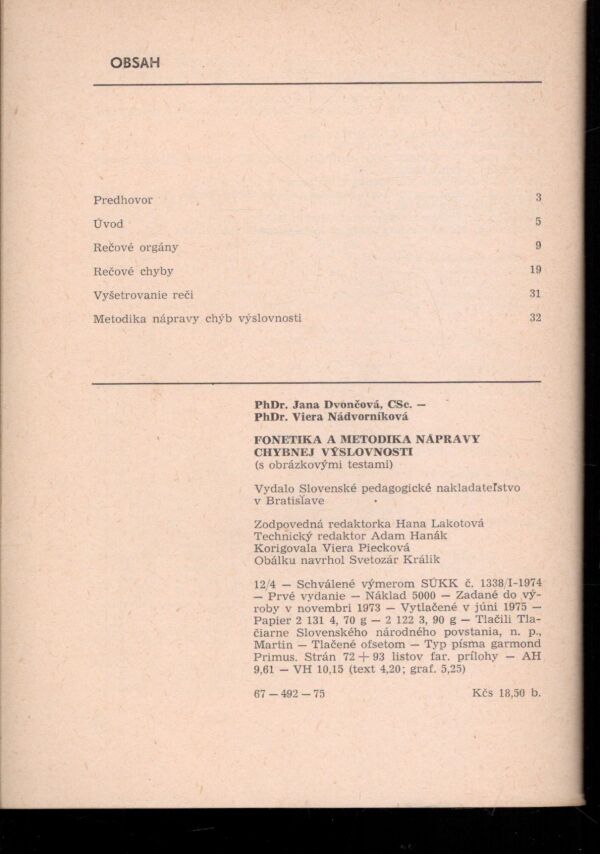 OBSAH
Predhovor 3
Úvod 5
Rečové orgány 9
Rečové chyby 19
Vyšetrovanie reči 31
Metodika nápravy chýb výslovnosti 32
PhDr. Jana Dvončová, CSc. —
PhDr. Viera Nádvorníková
FONETIKA A METODIKA NÁPRAVY
CHYBNEJ VÝSLOVNOSTI
(s obrázkovými testami)
Vydalo Slovenské pedagogické nakladateľstvo
v Bratislave
Zodpovedná redaktorka Hana Lakotová
Technický redaktor Adam Hanák
Korigovala Viera Piecková
Obálku navrhol Svetozár Králik
12/4 — Schválené výmerom SÚKK č. 1338/I-1974
— Prvé vydanie — Náklad 5000 — Zadané do vý-
roby v novembri 1973 — Vytlačené v júni 1975 —
Papier 2 131 4, 70 g — 2 122 3, 90 g — Tlačili Tla-
čiarne Slovenského národného povstania, n. p.,
Martin — Tlačené ofsetom — Typ písma garmond
Primus. Strán 72 + 93 listov far. prílohy — AH
9,61 — VH 10,15 (text 4,20; graf. 5,25)
67 — 492 — 75 Kčs 18,50 b.